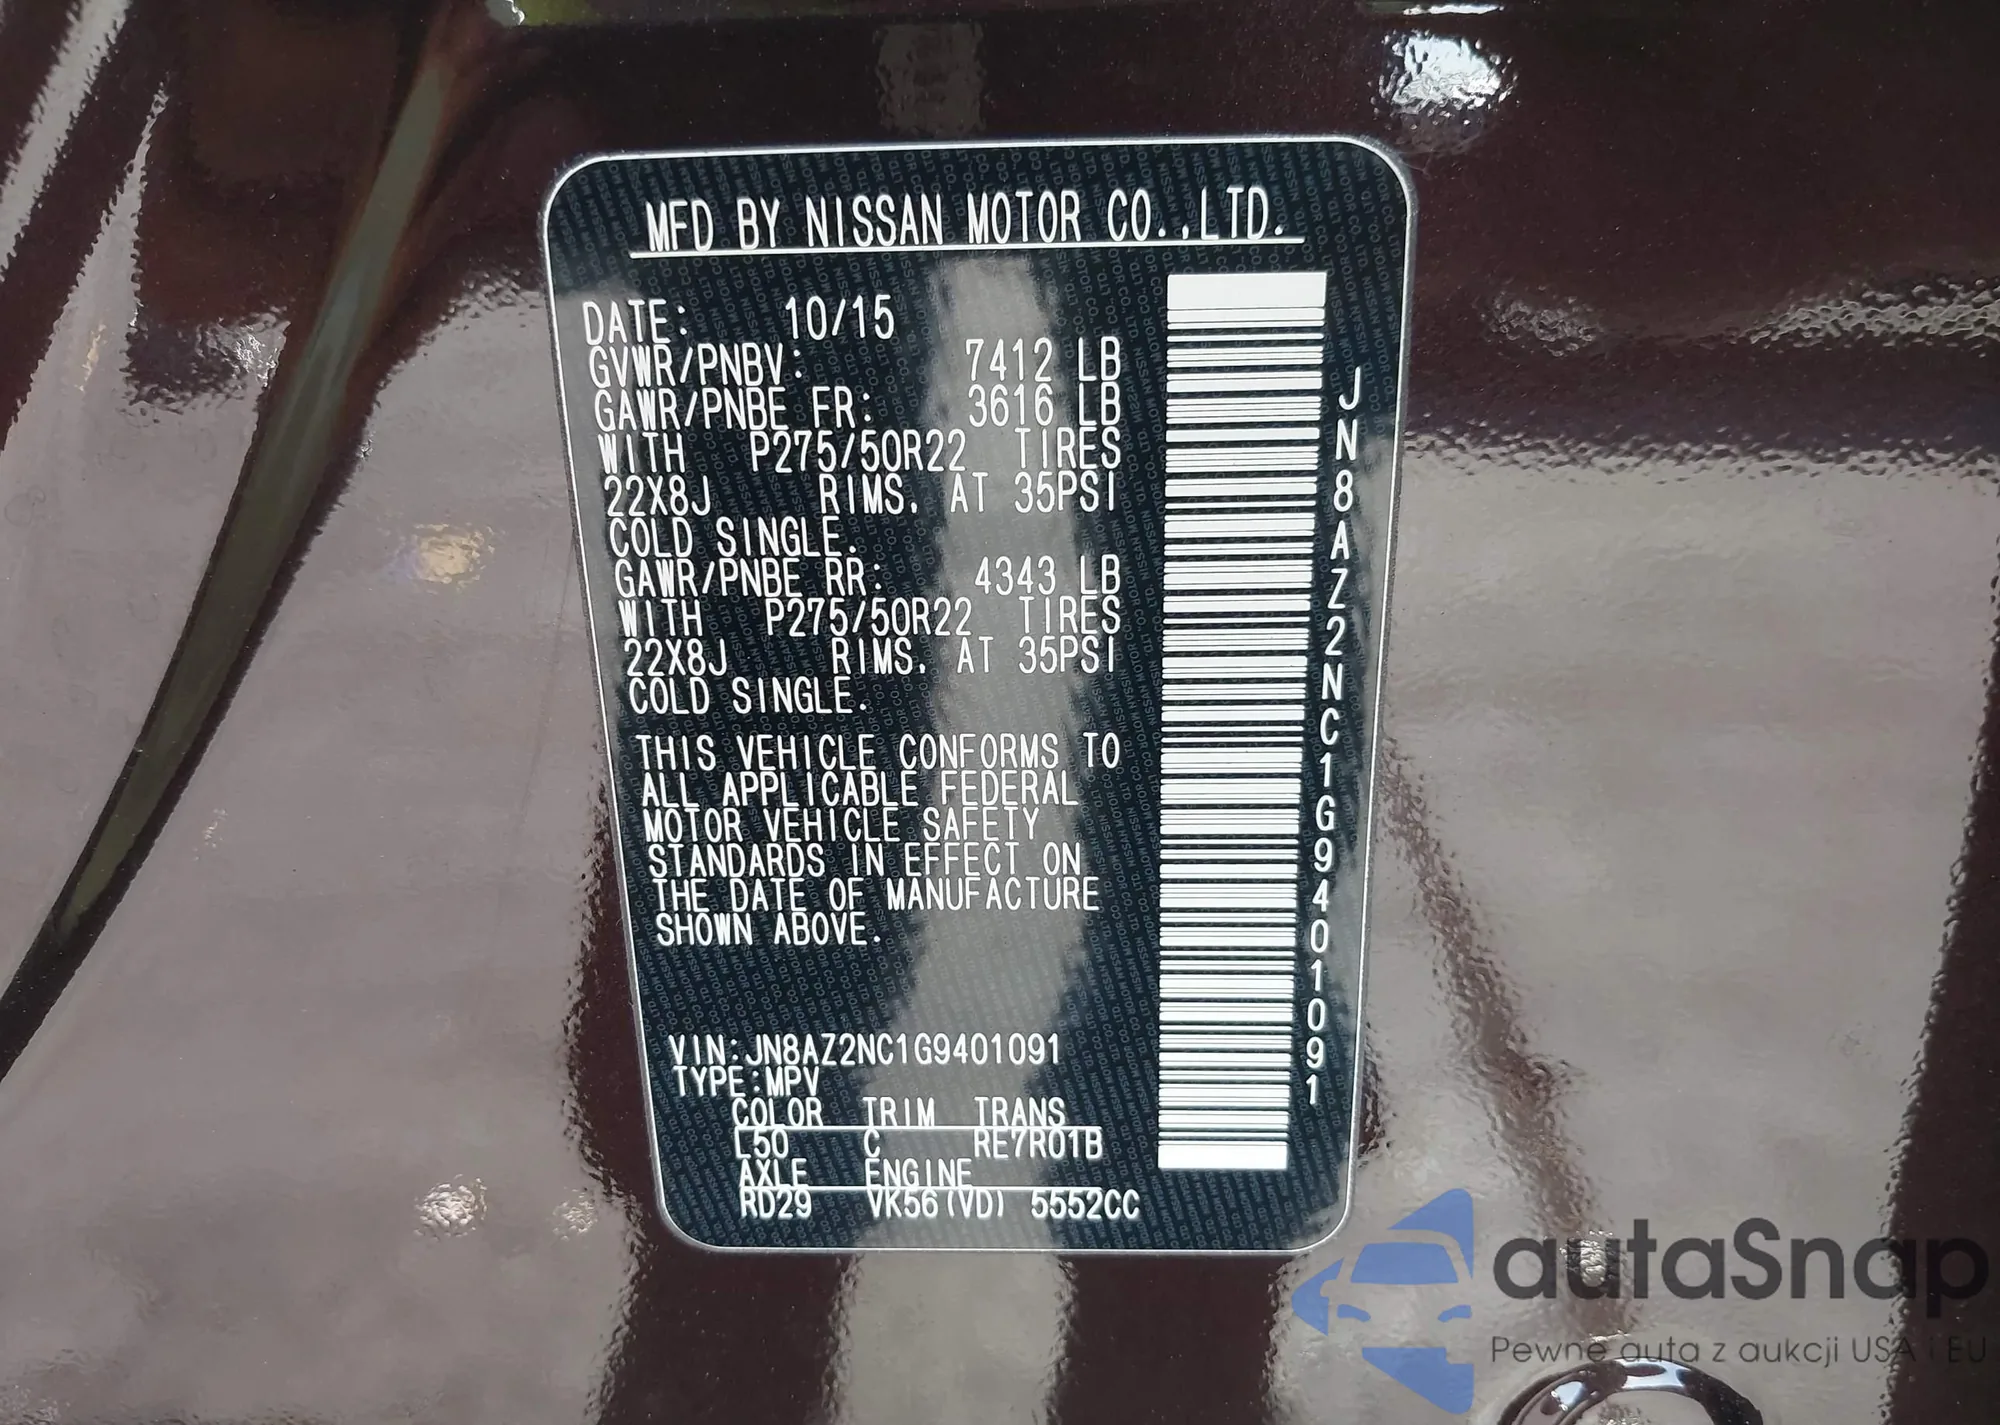 MFD BY NISSAN MOTOR CO.,LTD.
DATE: 10/15
GVWR/PNBV: 7412 LB
GAWR/PNBE FR: 3616 LB
WITH P275/50R22 TIRES
22X8J RIMS. AT 35PSI
COLD SINGLE.
GAWR/PNBE RR: 4343 LB
WITH P275/50R22 TIRES
22X8J RIMS. AT 35PSI
COLD SINGLE.
THIS VEHICLE CONFORMS TO
ALL APPLICABLE FEDERAL
MOTOR VEHICLE SAFETY
STANDARDS IN EFFECT ON
THE DATE OF MANUFACTURE
SHOWN ABOVE.
VIN:JN8AZ2NC1G9401091
TYPE:MPV
COLOR TRIM TRANS
L50 C RE7R01B
AXLE ENGINE
RD29 VK56(VD) 5552CC
JN8AZ2NC1G9401091
autaSnap
Pewne auta z aukcji USA i EU